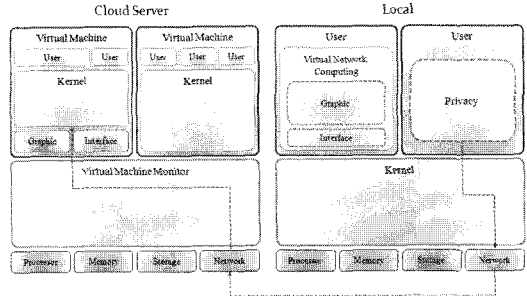 Cloud Server
Local
Virtual Machine
Virtual Machine
User
User
User
User
User
User
User
Kernel
Kernel
Virtual Network
Computing
Graphic
Interface
Privacy
Graphic
Interface
Virtual Machine Monitor
Kernel
Processor
Memory
Storage
Network
Processor
Memory
Storage
Network